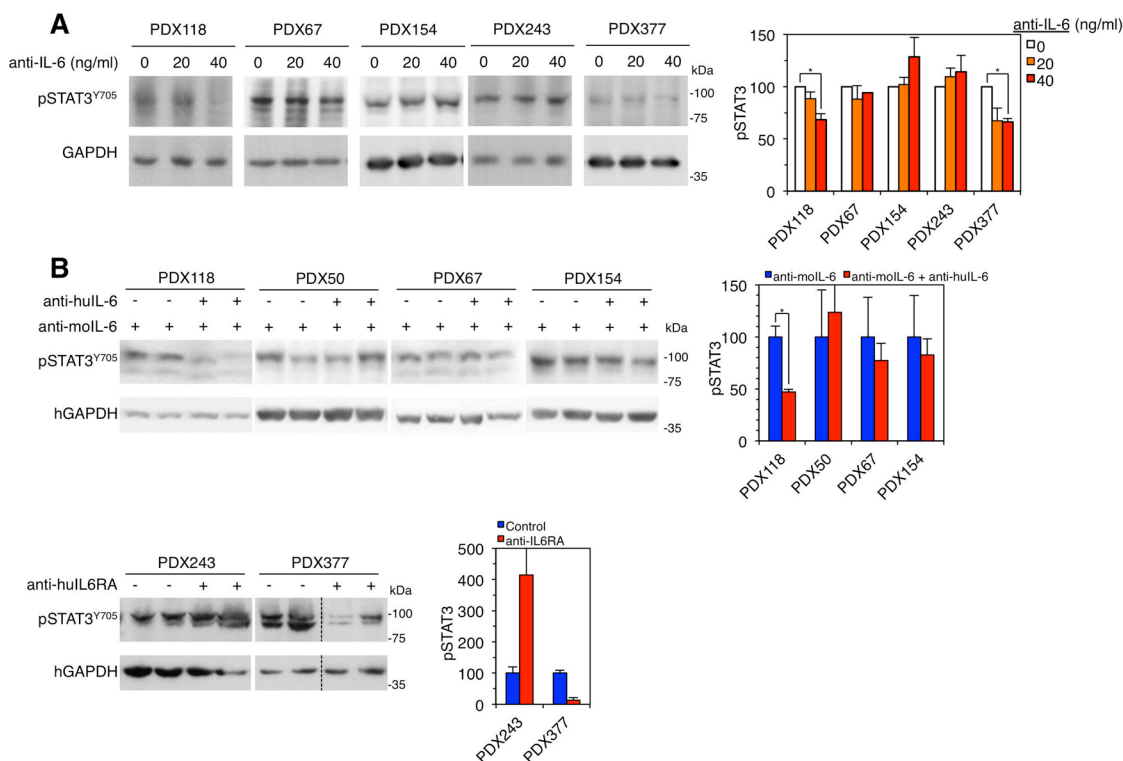 A
PDX118 PDX67 PDX154 PDX243 PDX377
anti-IL-6 (ng/ml) 0 20 40 0 20 40 0 20 40 0 20 40 0 20 40
kDa
pSTAT3Y705
-100
-75
GAPDH
-35
anti-IL-6 (ng/ml)
0
20
40
pSTAT3
150
100
50
0
* *
PDX118 PDX67 PDX154 PDX243 PDX377
B
PDX118 PDX50 PDX67 PDX154
anti-huIL-6 - - + + - - + + - - + + - - + +
anti-moIL-6 + + + + + + + + + + + + + + + +
kDa
pSTAT3Y705
-100
-75
hGAPDH
-35
anti-moIL-6 anti-moIL-6 + anti-huIL-6
pSTAT3
150
100
50
0
*
PDX118 PDX50 PDX67 PDX154
PDX243 PDX377
anti-huIL6RA - - + + - - + +
kDa
pSTAT3Y705
-100
-75
hGAPDH
-35
Control
anti-IL6RA
pSTAT3
500
400
300
200
100
0
PDX243 PDX377